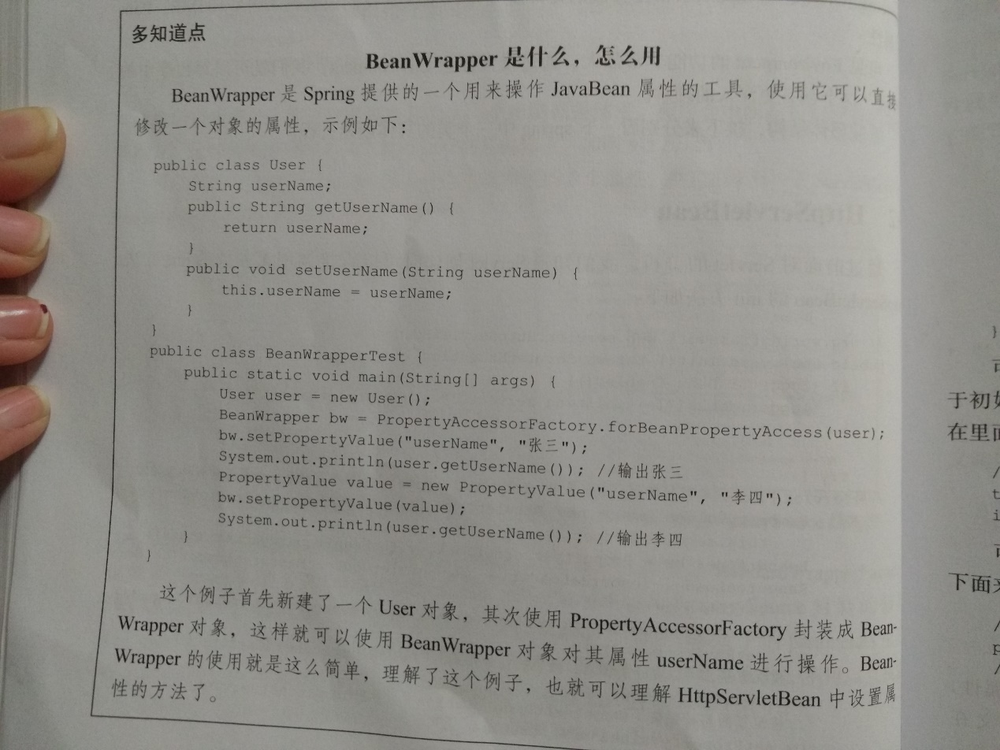 多知道点
BeanWrapper 是什么，怎么用
BeanWrapper 是 Spring 提供的一个用来操作 JavaBean 属性的工具，使用它可以直接
修改一个对象的属性，示例如下：
public class User {
String userName;
public String getUserName() {
return userName;
}
public void setUserName(String userName) {
this.userName = userName;
}
}
public class BeanWrapperTest {
public static void main(String[] args) {
User user = new User();
BeanWrapper bw = PropertyAccessorFactory.forBeanPropertyAccess(user);
bw.setPropertyValue("userName", "张三");
System.out.println(user.getUserName()); //输出张三
PropertyValue value = new PropertyValue("userName", "李四");
bw.setPropertyValue(value);
System.out.println(user.getUserName()); //输出李四
}
}
这个例子首先新建了一个 User 对象，其次使用 PropertyAccessorFactory 封装成 Bean-
Wrapper 对象，这样就可以使用 BeanWrapper 对象对其属性 userName 进行操作。Bean-
Wrapper 的使用就是这么简单，理解了这个例子，也就可以理解 HttpServletBean 中设置属
性的方法了。
}
于初
在里
/
t
i
下面
/
p
/